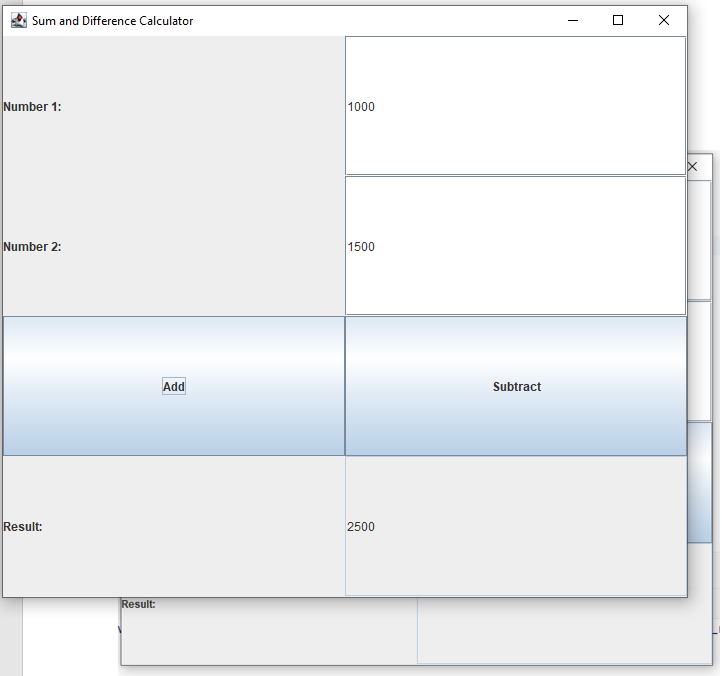 Sum and Difference Calculator
Number 1:
1000
Number 2:
1500
Add
Subtract
Result:
2500
Result: